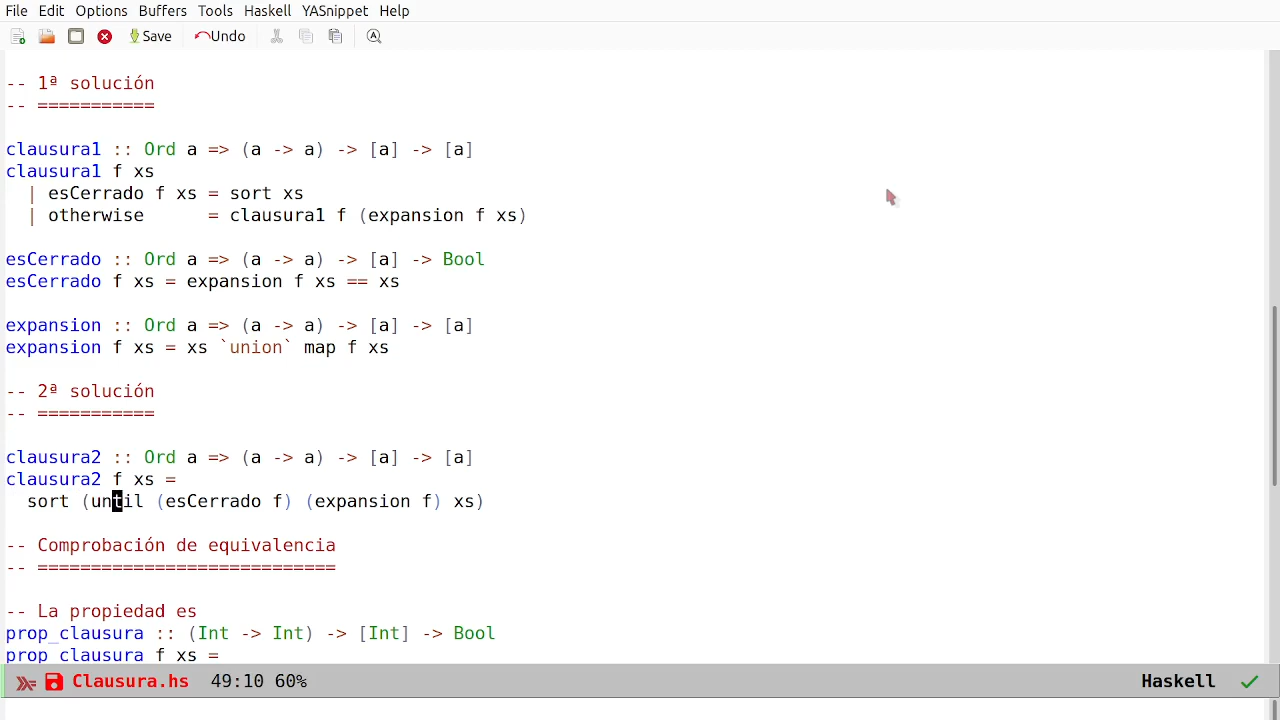 File Edit Options Buffers Tools Haskell YASnippet Help
Save Undo
-- 1ª solución
-- ===========
clausura1 :: Ord a => (a -> a) -> [a] -> [a]
clausura1 f xs
  | esCerrado f xs = sort xs
  | otherwise      = clausura1 f (expansion f xs)
esCerrado :: Ord a => (a -> a) -> [a] -> Bool
esCerrado f xs = expansion f xs == xs
expansion :: Ord a => (a -> a) -> [a] -> [a]
expansion f xs = xs `union` map f xs
-- 2ª solución
-- ===========
clausura2 :: Ord a => (a -> a) -> [a] -> [a]
clausura2 f xs =
  sort (until (esCerrado f) (expansion f) xs)
-- Comprobación de equivalencia
-- ============================
-- La propiedad es
prop_clausura :: (Int -> Int) -> [Int] -> Bool
prop_clausura f xs =
Clausura.hs 49:10 60% Haskell